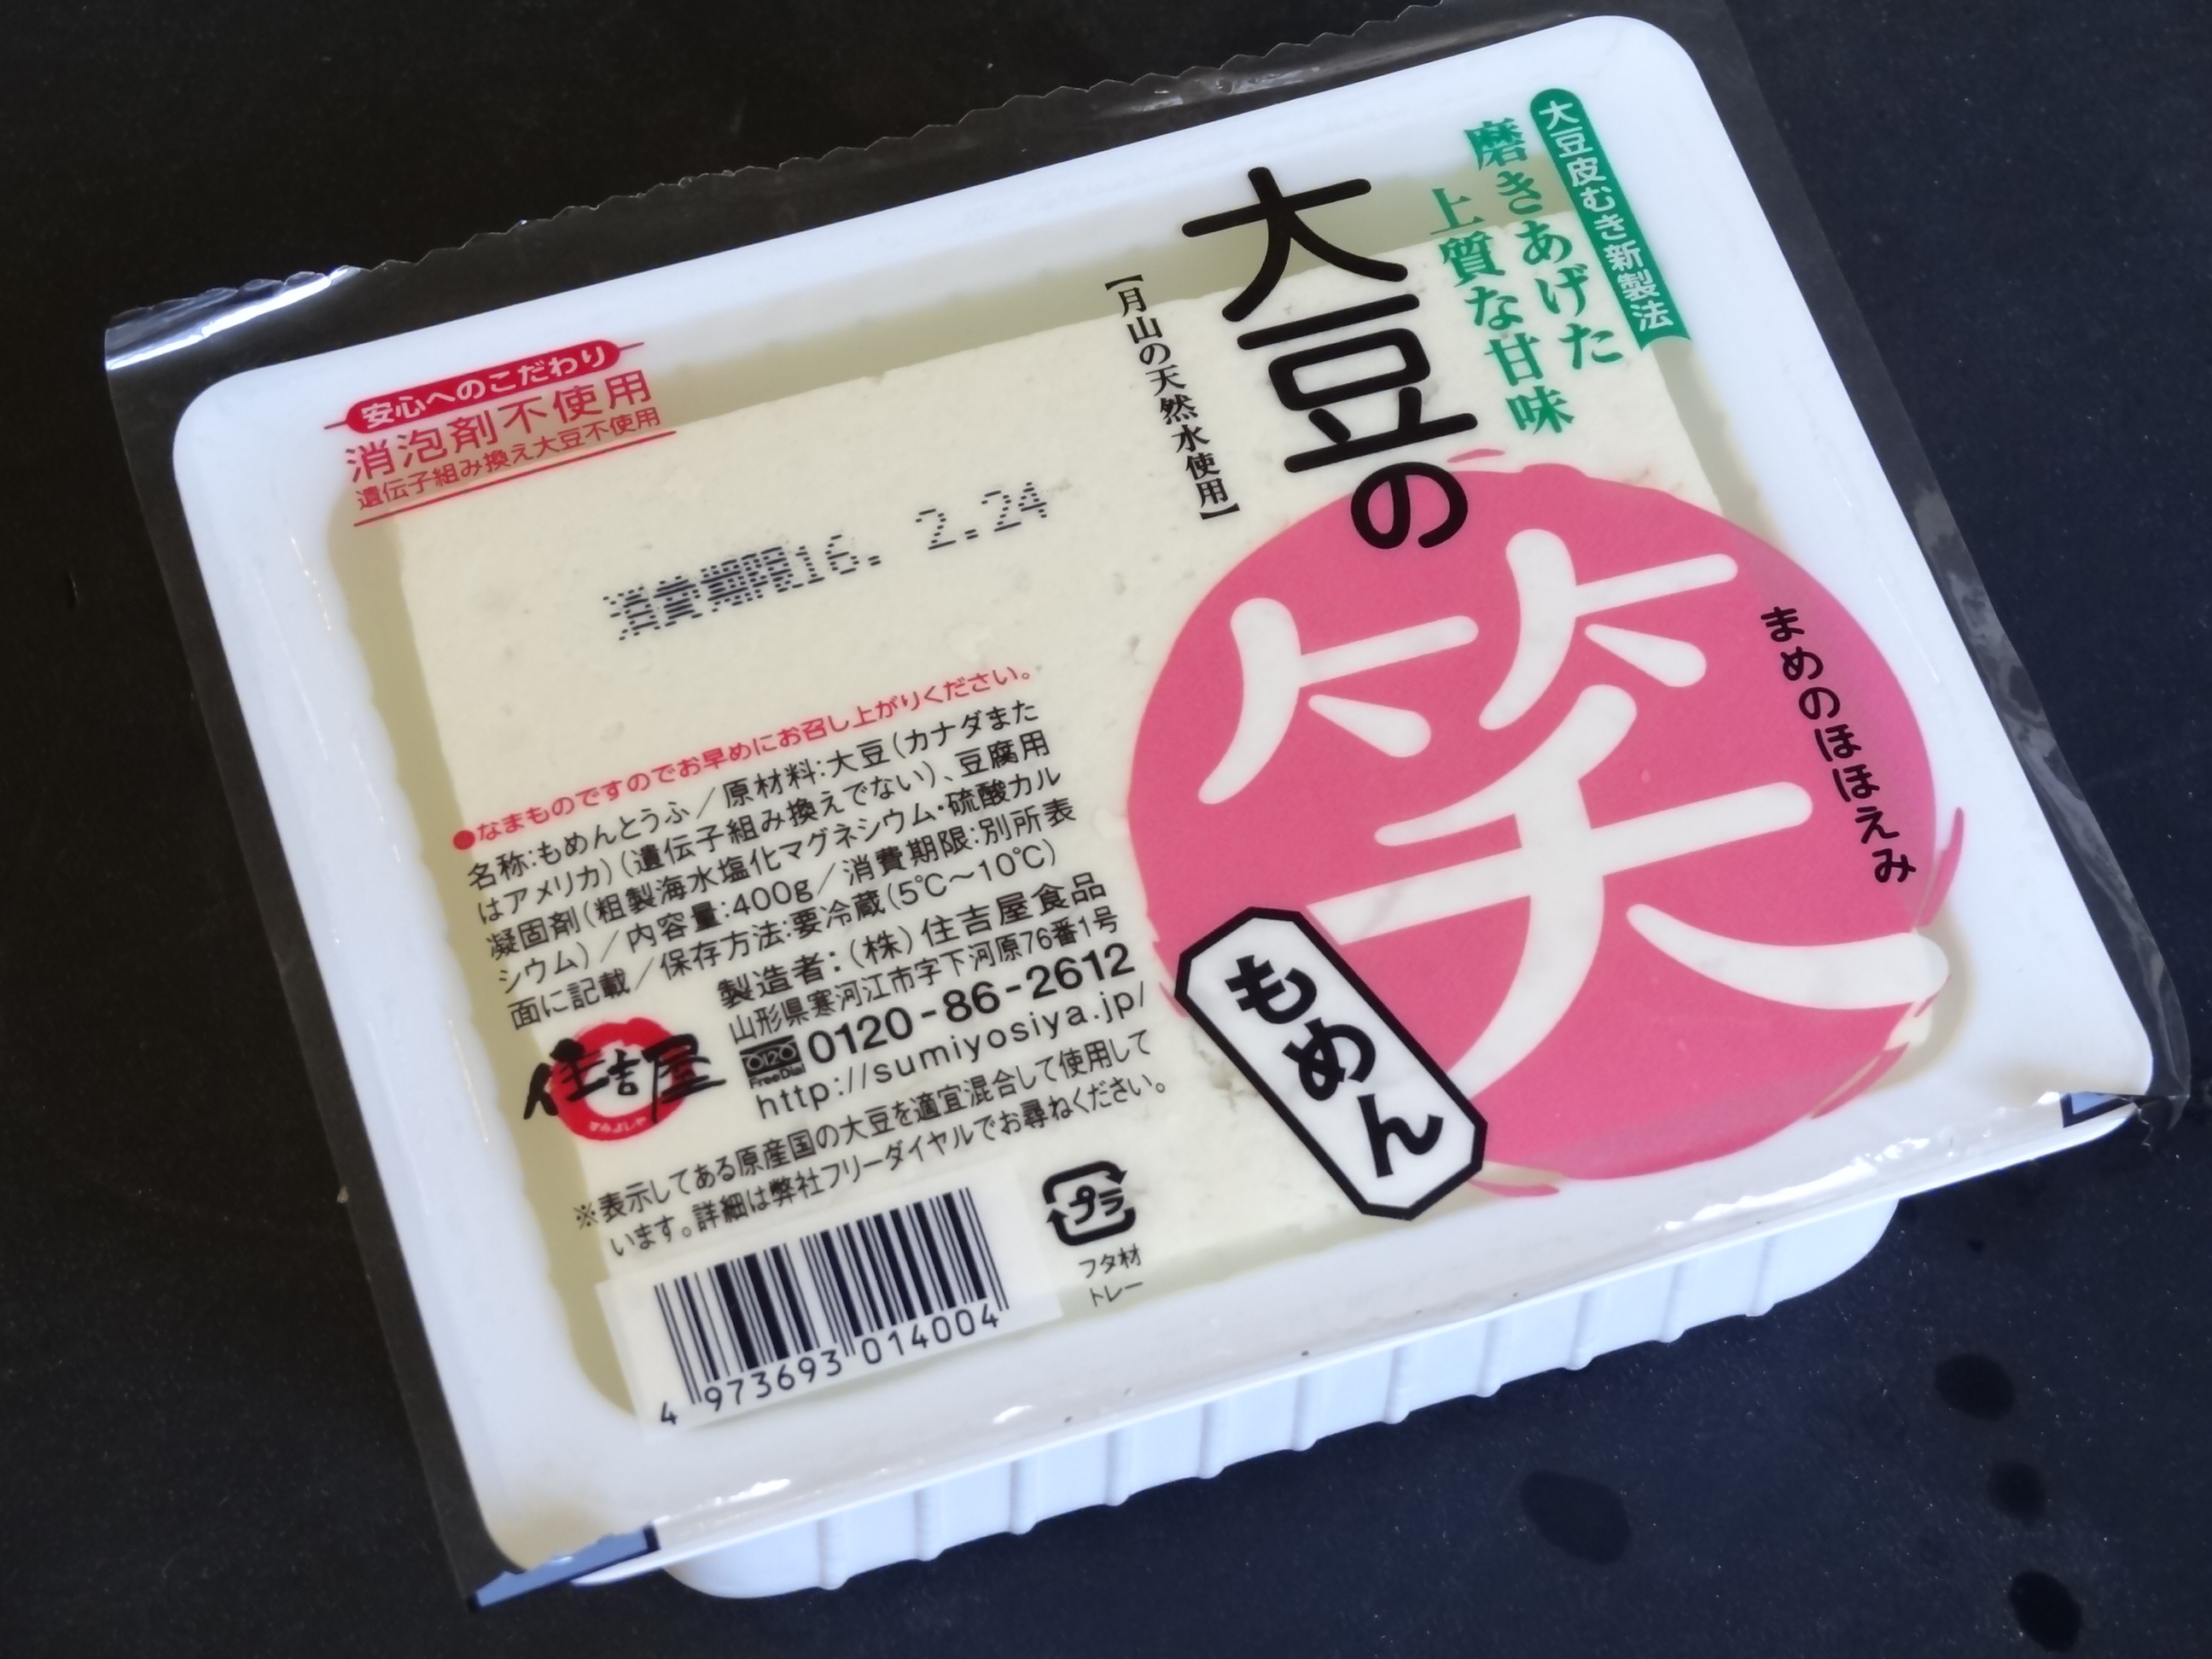 大豆皮むき新製法
磨きあげた
上質な甘味
大豆の
笑
まめのほほえみ
もめん
【月山の天然水使用】
安心へのこだわり
消泡剤不使用
遺伝子組み換え大豆不使用
消費期限16. 2.24
●なまものですのでお早めにお召し上がりください。
名称:もめんとうふ/原材料:大豆(カナダまた
はアメリカ)(遺伝子組み換えでない)、豆腐用
凝固剤(粗製海水塩化マグネシウム・硫酸カル
シウム)/内容量:400g/消費期限:別所表
面に記載/保存方法:要冷蔵(5℃〜10℃)
製造者:(株)住吉屋食品
山形県寒河江市字下河原76番1号
0120 FreeDial 0120-86-2612
http://sumiyosiya.jp/
住吉屋
すみよしや
※表示してある原産国の大豆を適宜混合して使用して
います。詳細は弊社フリーダイヤルでお尋ねください。
プラ
フタ材
トレー
4 973693 014004